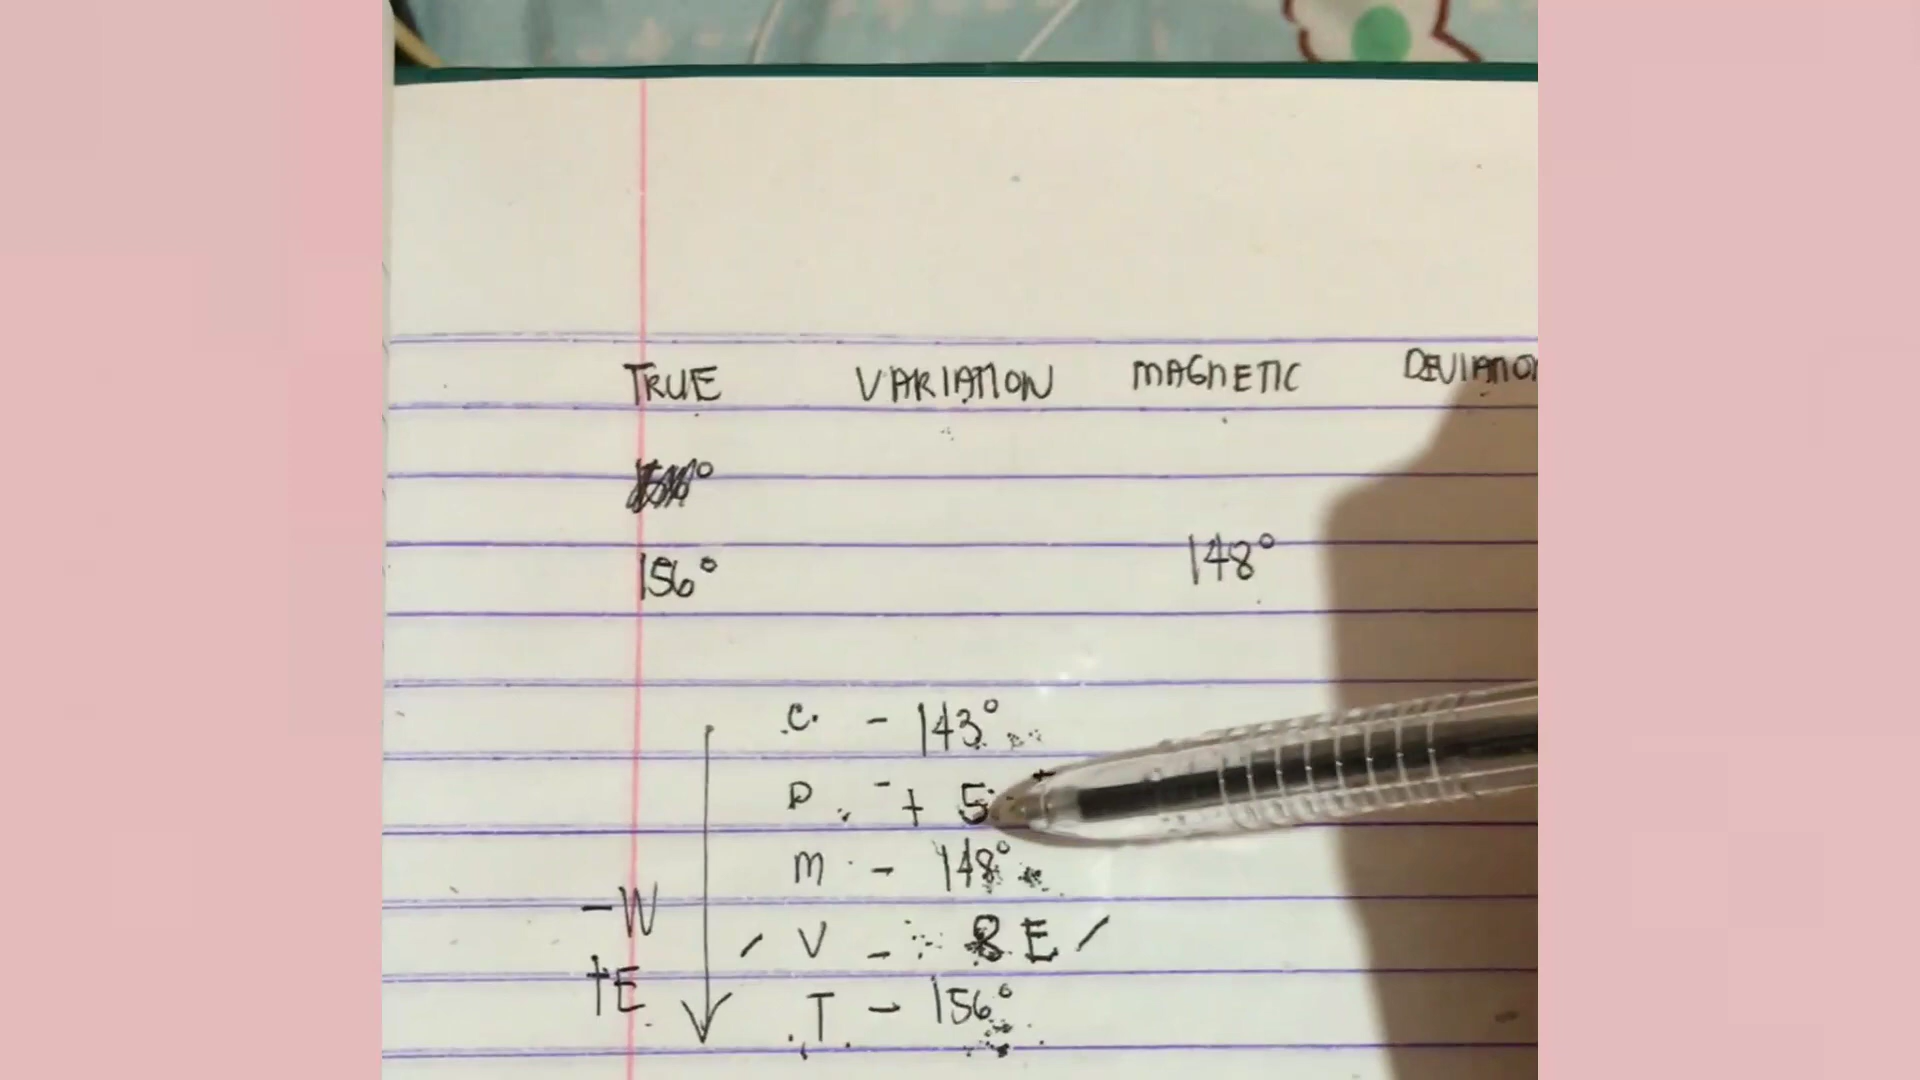 TRUE VARIATION MAGNETIC DEVIATION
156° 148°
C. - 143°
D. - + 5
M - 148°
-W
/ V - 8 E /
+E
T - 156°